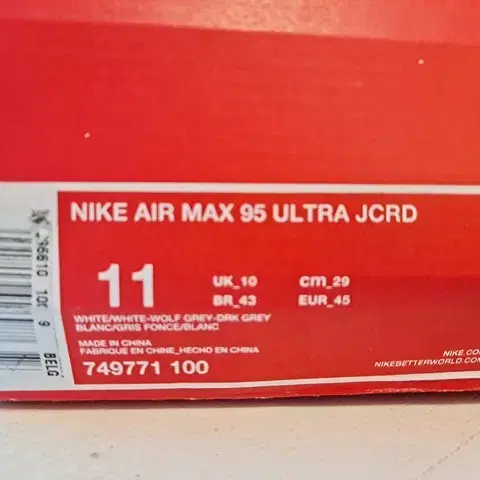 NIKE AIR MAX 95 ULTRA JCRD
11
UK_10 cm_29
BR_43 EUR_45
WHITE/WHITE-WOLF GREY-DRK GREY
BLANC/GRIS FONCE/BLANC
MADE IN CHINA
FABRIQUE EN CHINE_HECHO EN CHINA
749771 100
NIKE.CO
NIKEBETTERWORLD.COM
BELG